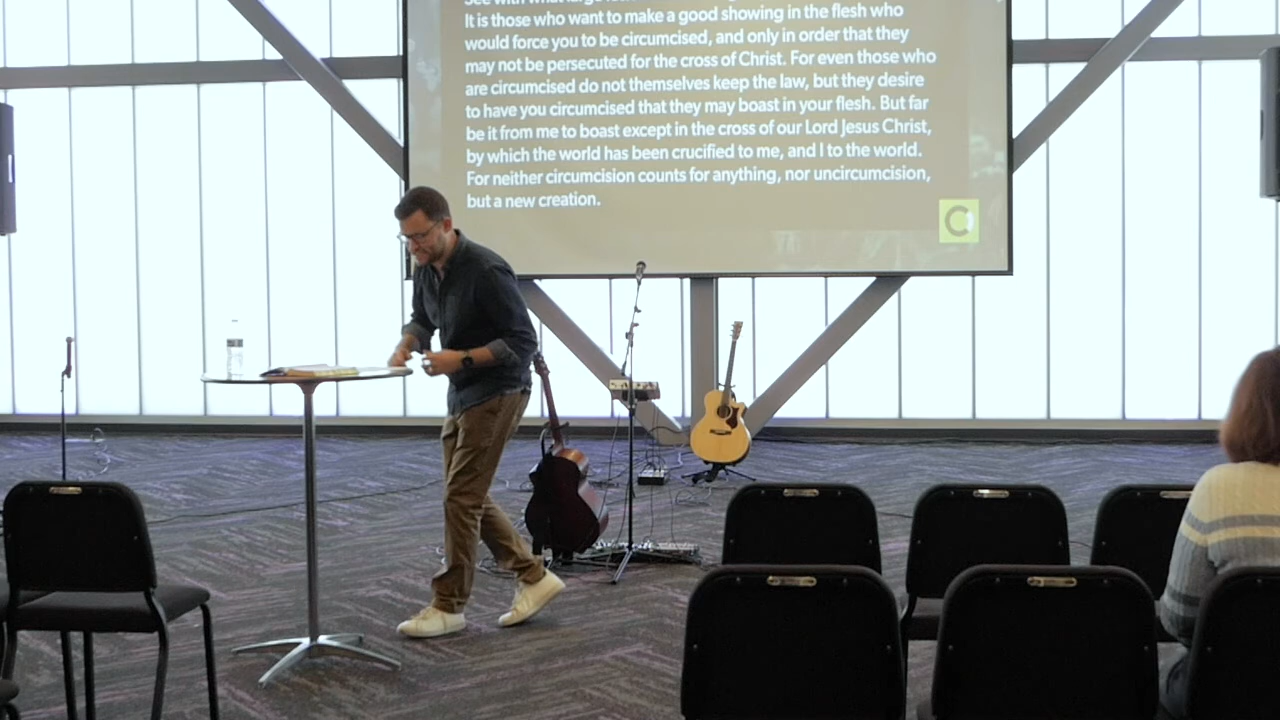 See with what large
It is those who want to make a good showing in the flesh who
would force you to be circumcised, and only in order that they
may not be persecuted for the cross of Christ. For even those who
are circumcised do not themselves keep the law, but they desire
to have you circumcised that they may boast in your flesh. But far
be it from me to boast except in the cross of our Lord Jesus Christ,
by which the world has been crucified to me, and I to the world.
For neither circumcision counts for anything, nor uncircumcision,
but a new creation.
C